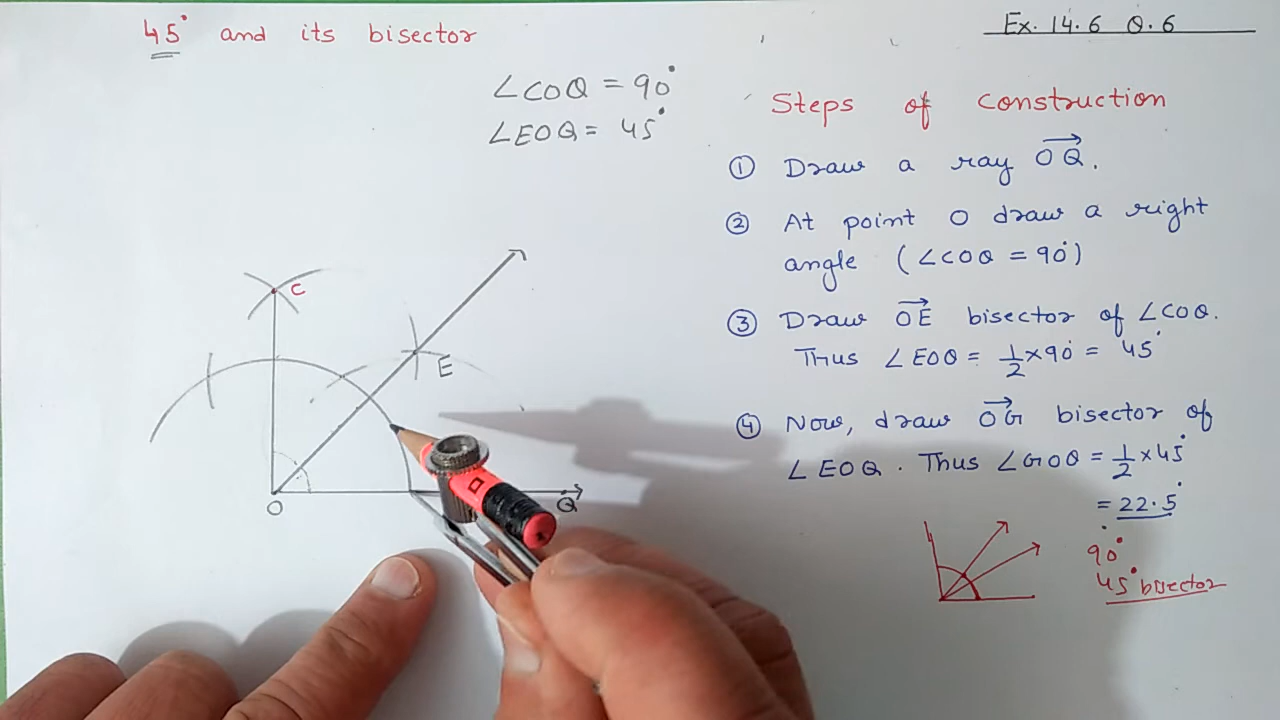 45° and its bisector
Ex. 14.6 Q.6
∠COQ = 90°
∠EOQ = 45°
Steps of construction
① Draw a ray OQ.
② At point O draw a right
angle (∠COQ = 90°)
③ Draw OE bisector of ∠COQ.
Thus ∠EOQ = 1/2 × 90° = 45°
④ Now, draw OG bisector of
∠EOQ. Thus ∠GOQ = 1/2 × 45°
= 22.5°
90°
45° bisector
C
E
O
Q